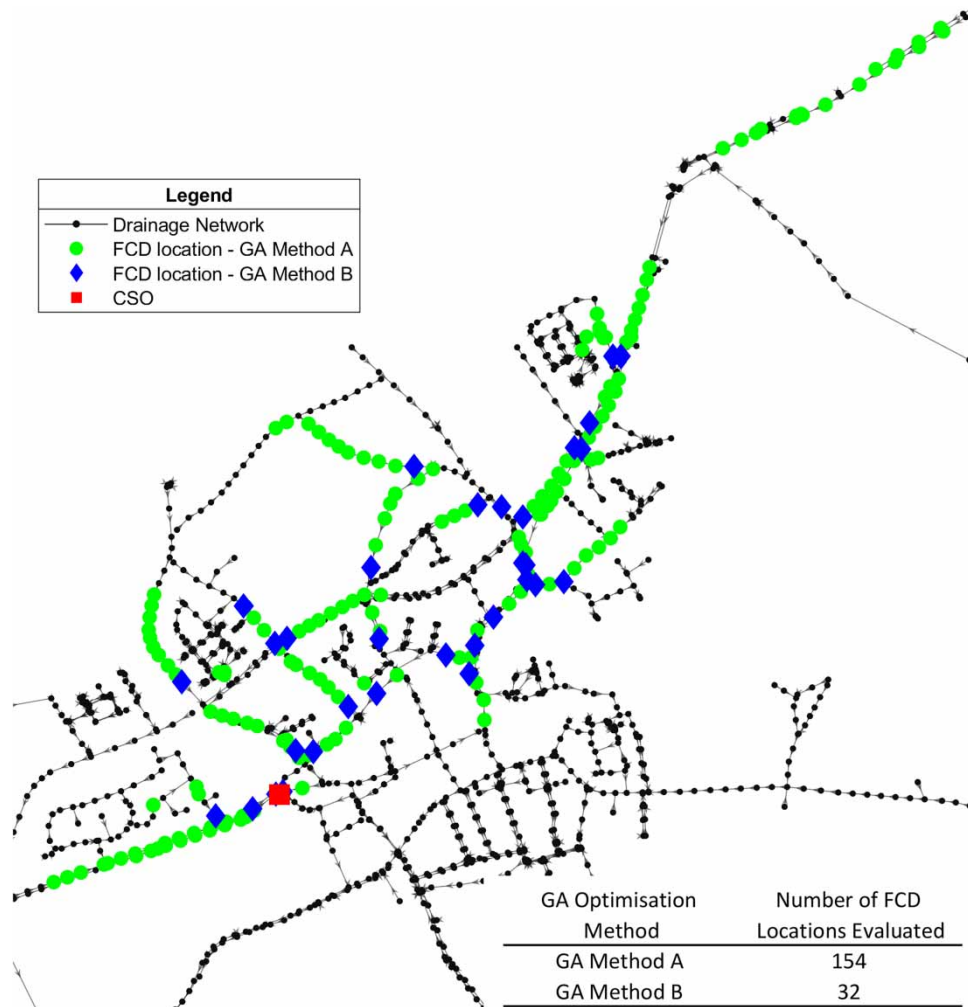 Legend
Drainage Network
FCD location - GA Method A
FCD location - GA Method B
CSO
GA Optimisation Number of FCD
Method Locations Evaluated
GA Method A 154
GA Method B 32